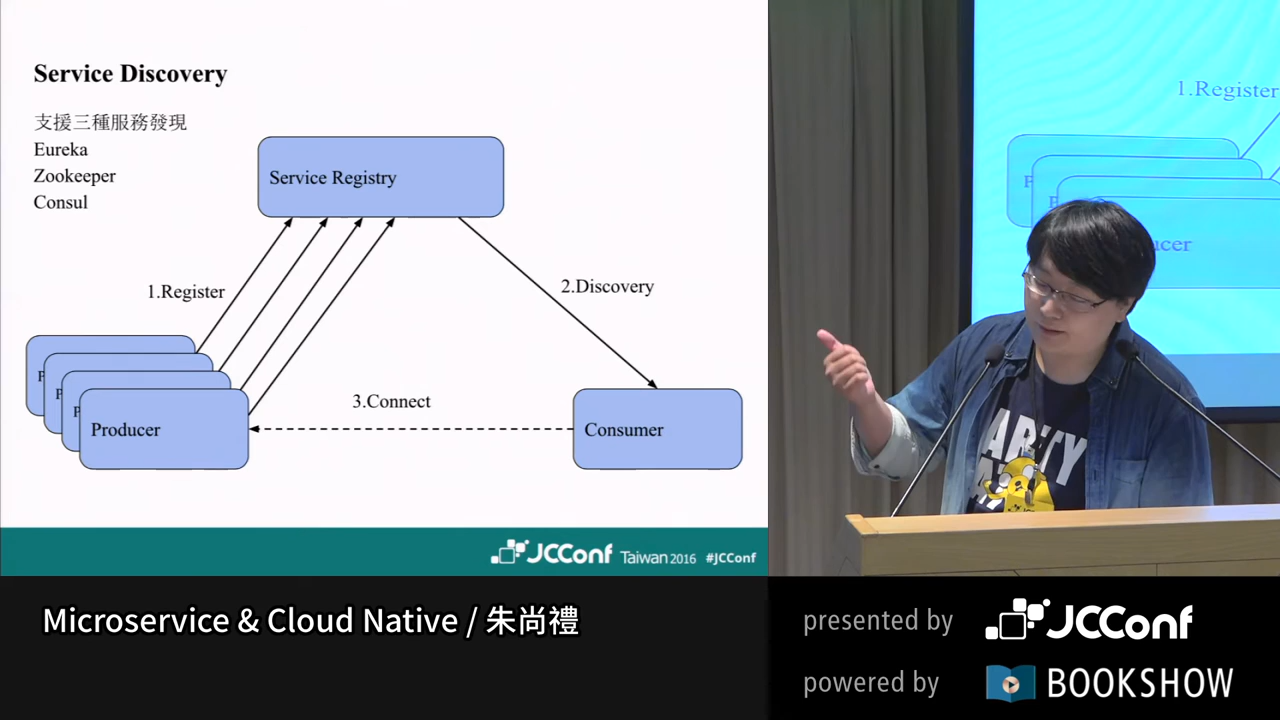 Service Discovery
支援三種服務發現
Eureka
Zookeeper
Consul
Service Registry
1.Register
2.Discovery
3.Connect
P
P
P
Producer
Consumer
JCConf Taiwan 2016 #JCConf
1.Register
Microservice & Cloud Native / 朱尚禮
presented by JCConf
powered by BOOKSHOW